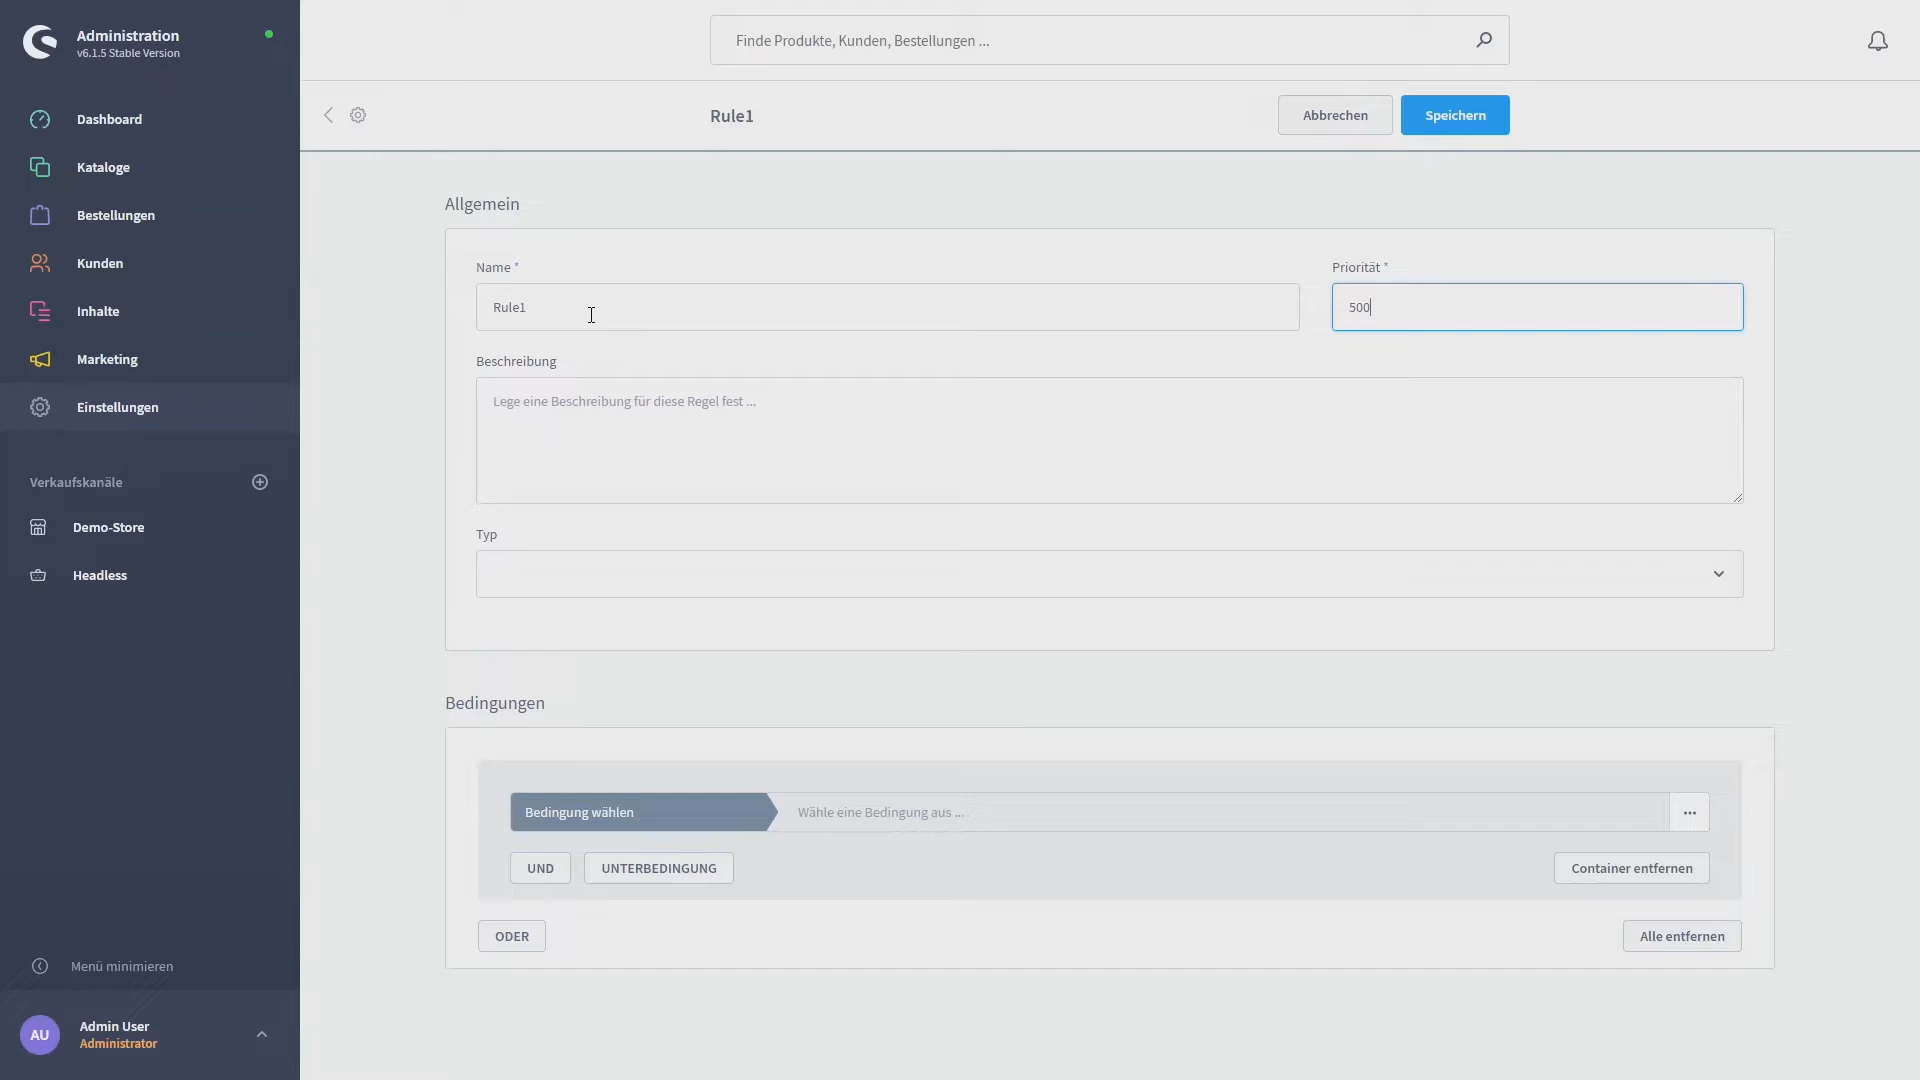 Administration
v6.1.5 Stable Version
Finde Produkte, Kunden, Bestellungen ...
Dashboard
Kataloge
Bestellungen
Kunden
Inhalte
Marketing
Einstellungen
Verkaufskanäle
Demo-Store
Headless
Menü minimieren
AU
Admin User
Administrator
Rule1
Abbrechen
Speichern
Allgemein
Name *
Priorität *
Rule1
500
Beschreibung
Lege eine Beschreibung für diese Regel fest ...
Typ
Bedingungen
Bedingung wählen
Wähle eine Bedingung aus ...
...
UND
UNTERBEDINGUNG
Container entfernen
ODER
Alle entfernen